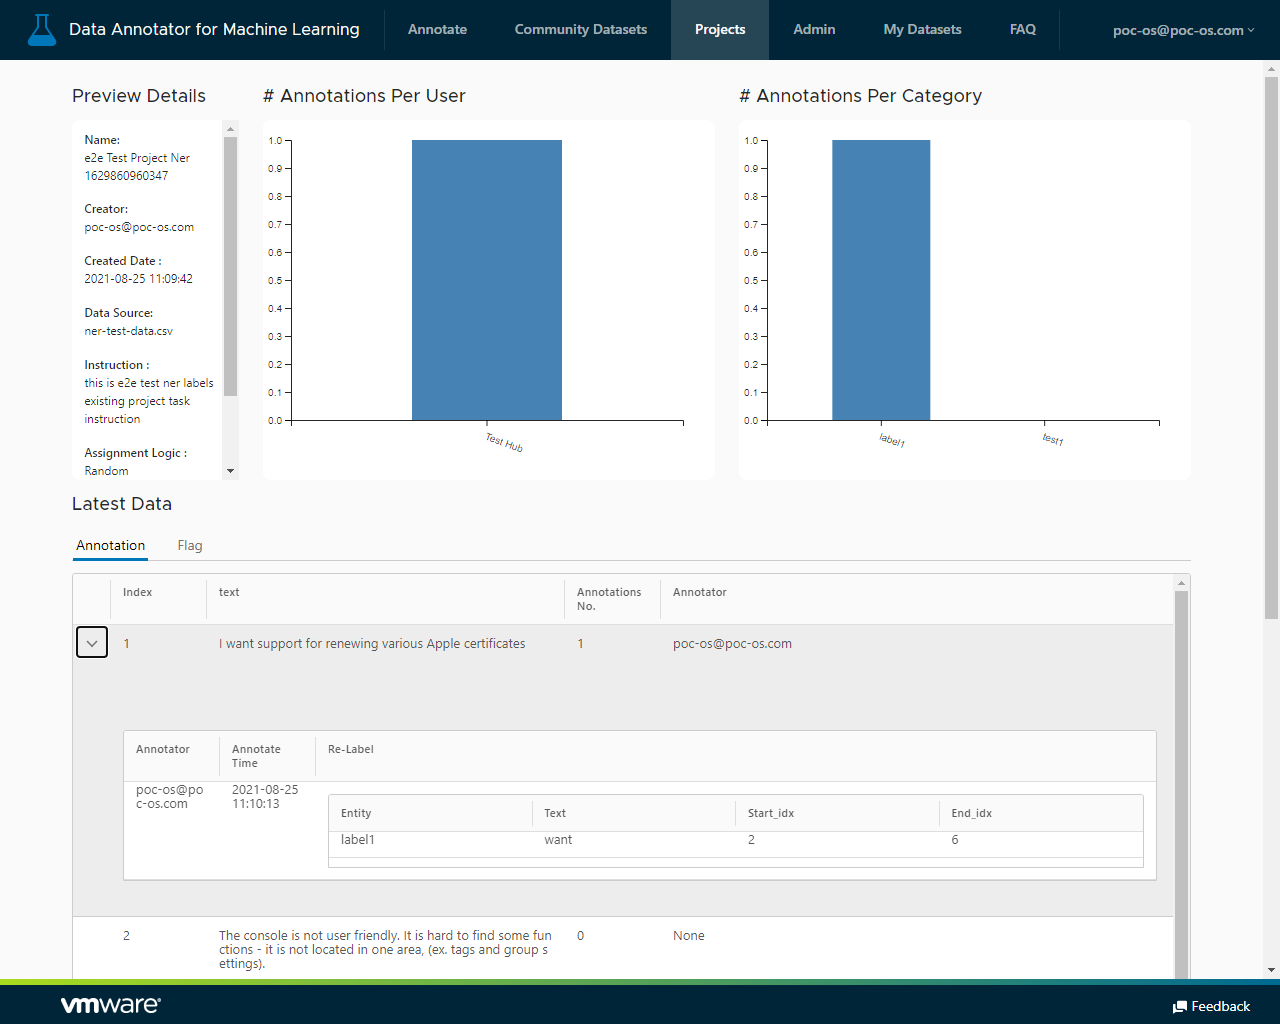 Data Annotator for Machine Learning
Annotate
Community Datasets
Projects
Admin
My Datasets
FAQ
poc-os@poc-os.com
Preview Details
Name:
e2e Test Project Ner
1629860960347
Creator:
poc-os@poc-os.com
Created Date :
2021-08-25 11:09:42
Data Source:
ner-test-data.csv
Instruction :
this is e2e test ner labels
existing project task
instruction
Assignment Logic :
Random
# Annotations Per User
1.0
0.9
0.8
0.7
0.6
0.5
0.4
0.3
0.2
0.1
0.0
Test Hub
# Annotations Per Category
1.0
0.9
0.8
0.7
0.6
0.5
0.4
0.3
0.2
0.1
0.0
label1
test1
Latest Data
Annotation
Flag
Index
text
Annotations
No.
Annotator
1
I want support for renewing various Apple certificates
1
poc-os@poc-os.com
Annotator
Annotate
Time
Re-Label
poc-os@po
c-os.com
2021-08-25
11:10:13
Entity
Text
Start_idx
End_idx
label1
want
2
6
2
The console is not user friendly. It is hard to find some fun
ctions - it is not located in one area, (ex. tags and group s
ettings).
0
None
vmware
Feedback